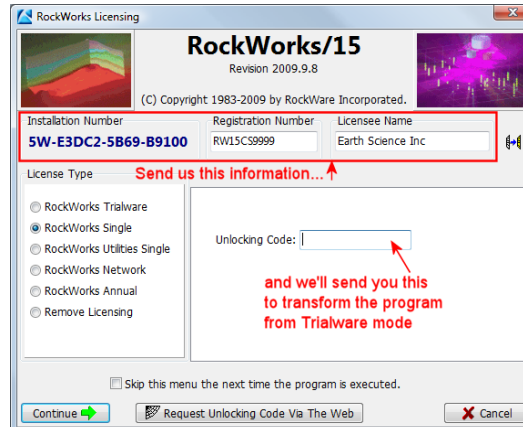 RockWorks Licensing
RockWorks/15
Revision 2009.9.8
(C) Copyright 1983-2009 by RockWare Incorporated.
Installation Number Registration Number Licensee Name
5W-E3DC2-5B69-B9100 RW15CS9999 Earth Science Inc
License Type Send us this information...
RockWorks Trialware
RockWorks Single
RockWorks Utilities Single
RockWorks Network
RockWorks Annual
Remove Licensing
Unlocking Code:
and we'll send you this
to transform the program
from Trialware mode
Skip this menu the next time the program is executed.
Continue Request Unlocking Code Via The Web Cancel